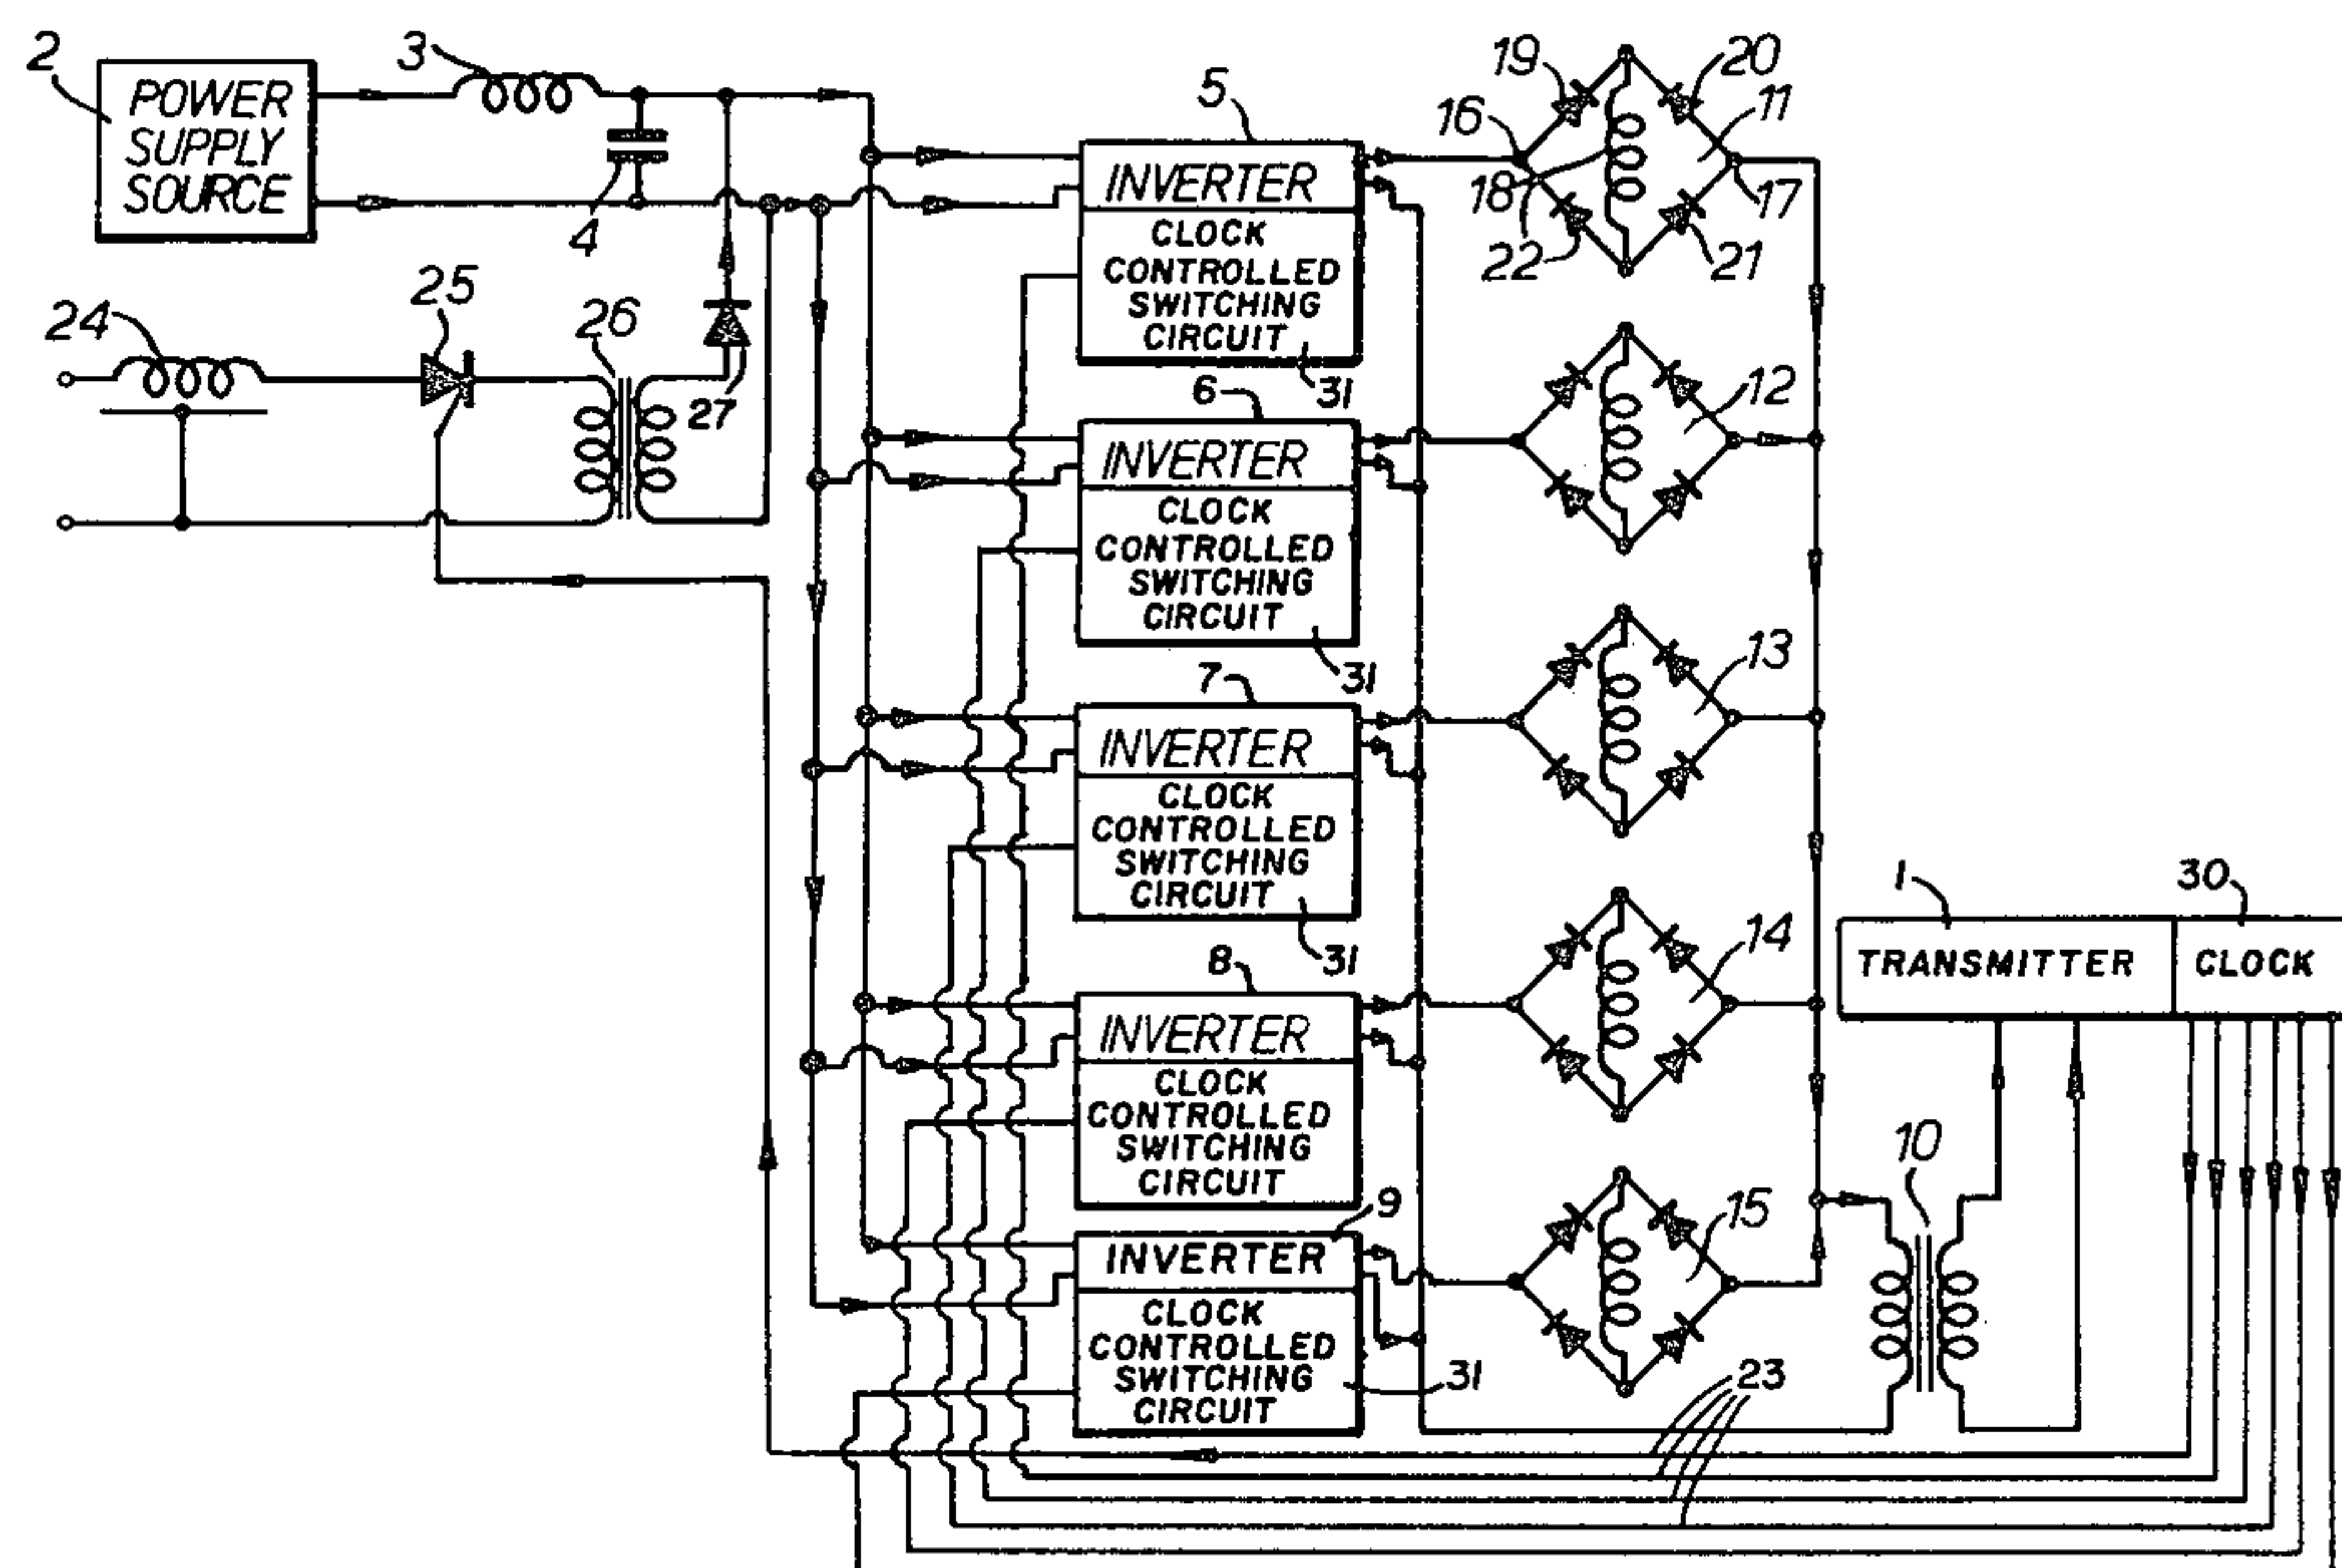 2
POWER
SUPPLY
SOURCE
3
4
24
25
26
27
5
INVERTER
CLOCK
CONTROLLED
SWITCHING
CIRCUIT
31
6
INVERTER
CLOCK
CONTROLLED
SWITCHING
CIRCUIT
31
7
INVERTER
CLOCK
CONTROLLED
SWITCHING
CIRCUIT
31
8
INVERTER
CLOCK
CONTROLLED
SWITCHING
CIRCUIT
9
INVERTER
CLOCK
CONTROLLED
SWITCHING
CIRCUIT
31
19
20
16
11
18
17
22
21
12
13
14
15
1
30
TRANSMITTER
CLOCK
10
23